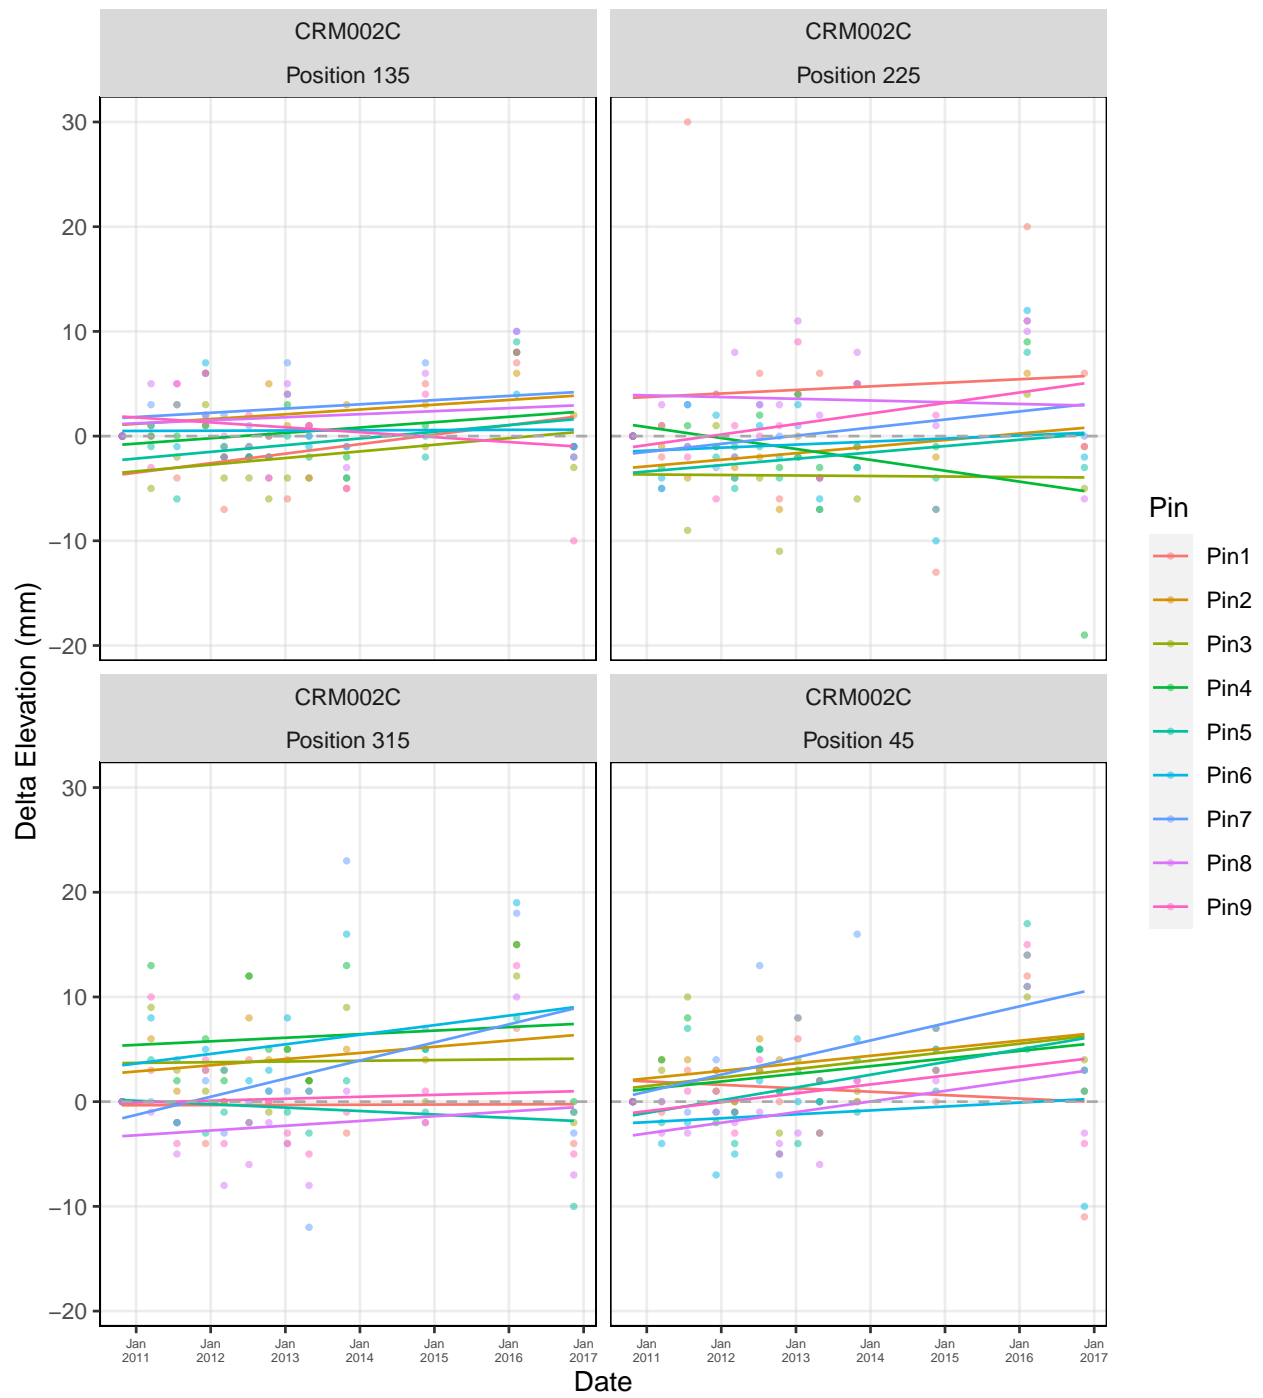 CRM002C
CRM002C
Position 135
Position 225
30
20
10
0
−10
−20
CRM002C
CRM002C
Position 315
Position 45
30
20
10
0
−10
−20
Jan Jan Jan Jan Jan Jan Jan
2011 2012 2013 2014 2015 2016 2017
Jan Jan Jan Jan Jan Jan Jan
2011 2012 2013 2014 2015 2016 2017
Date
Delta Elevation (mm)
Pin
Pin1
Pin2
Pin3
Pin4
Pin5
Pin6
Pin7
Pin8
Pin9